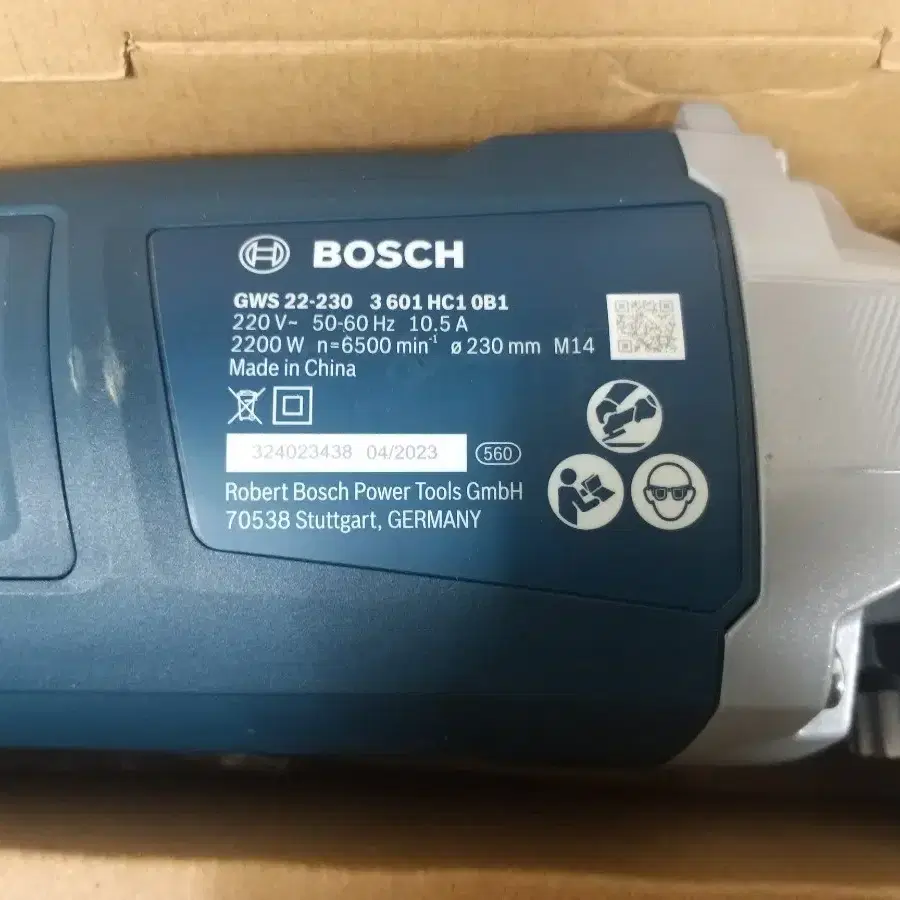 BOSCH
GWS 22-230 3 601 HC1 0B1
220 V~ 50-60 Hz 10.5 A
2200 W n=6500 min⁻¹ ø 230 mm M14
Made in China
324023438 04/2023 560
Robert Bosch Power Tools GmbH
70538 Stuttgart, GERMANY